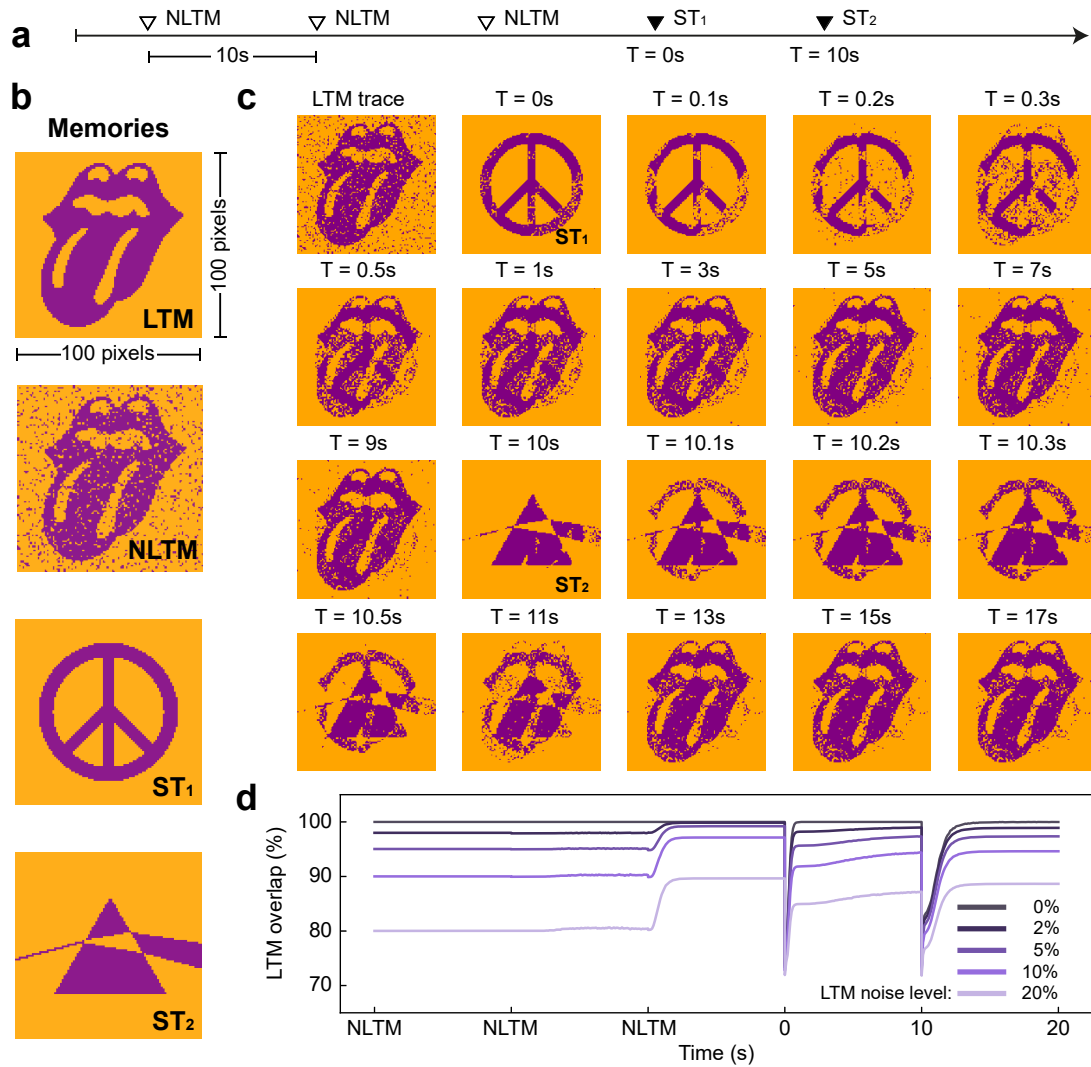 a
NLTM NLTM NLTM ST1 ST2
10s T = 0s T = 10s
b
Memories
LTM
100 pixels
100 pixels
NLTM
ST1
ST2
c
LTM trace T = 0s T = 0.1s T = 0.2s T = 0.3s
ST1
T = 0.5s T = 1s T = 3s T = 5s T = 7s
T = 9s T = 10s T = 10.1s T = 10.2s T = 10.3s
ST2
T = 10.5s T = 11s T = 13s T = 15s T = 17s
d
LTM overlap (%)
100
90
80
70
0%
2%
5%
10%
LTM noise level: 20%
NLTM NLTM NLTM 0 10 20
Time (s)